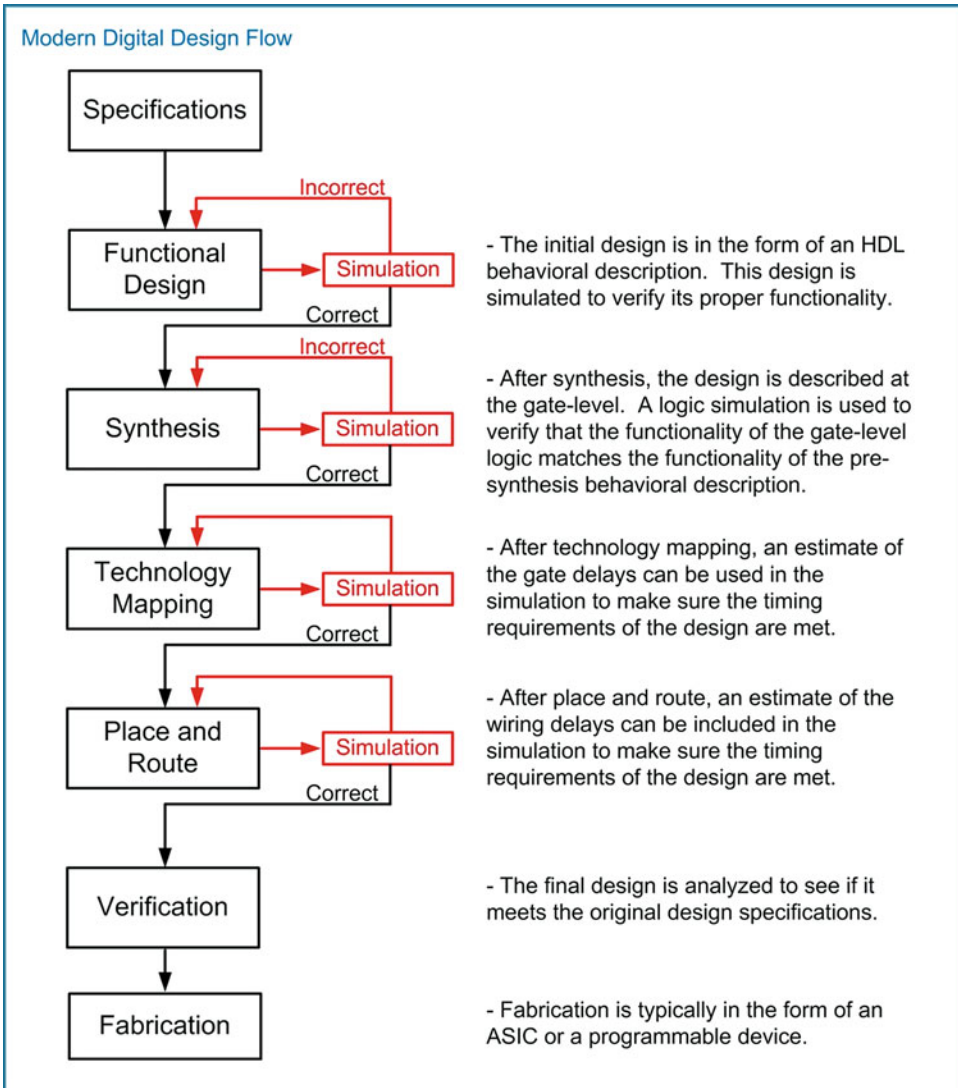 Modern Digital Design Flow
Specifications
Incorrect
Functional
Design
Simulation
- The initial design is in the form of an HDL
behavioral description.  This design is
simulated to verify its proper functionality.
Correct
Incorrect
Synthesis
Simulation
- After synthesis, the design is described at
the gate-level.  A logic simulation is used to
verify that the functionality of the gate-level
logic matches the functionality of the pre-
synthesis behavioral description.
Correct
Technology
Mapping
Simulation
- After technology mapping, an estimate of
the gate delays can be used in the
simulation to make sure the timing
requirements of the design are met.
Correct
Place and
Route
Simulation
- After place and route, an estimate of the
wiring delays can be included in the
simulation to make sure the timing
requirements of the design are met.
Correct
Verification
- The final design is analyzed to see if it
meets the original design specifications.
Fabrication
- Fabrication is typically in the form of an
ASIC or a programmable device.